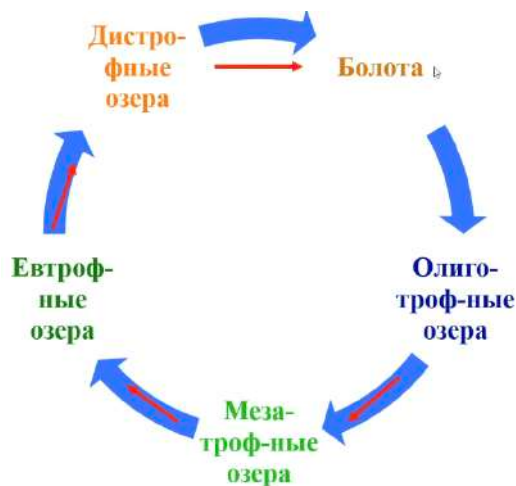 Дистро-
фные
озера
Болота
Олиго-
троф-ные
озера
Меза-
троф-ные
озера
Евтроф-
ные
озера